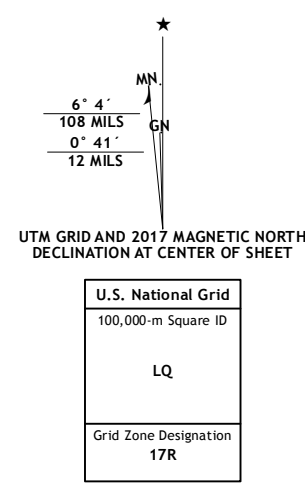 ★
MN.
6° 4´
108 MILS
GN
0° 41´
12 MILS
UTM GRID AND 2017 MAGNETIC NORTH
DECLINATION AT CENTER OF SHEET
U.S. National Grid
100,000-m Square ID
LQ
Grid Zone Designation
17R